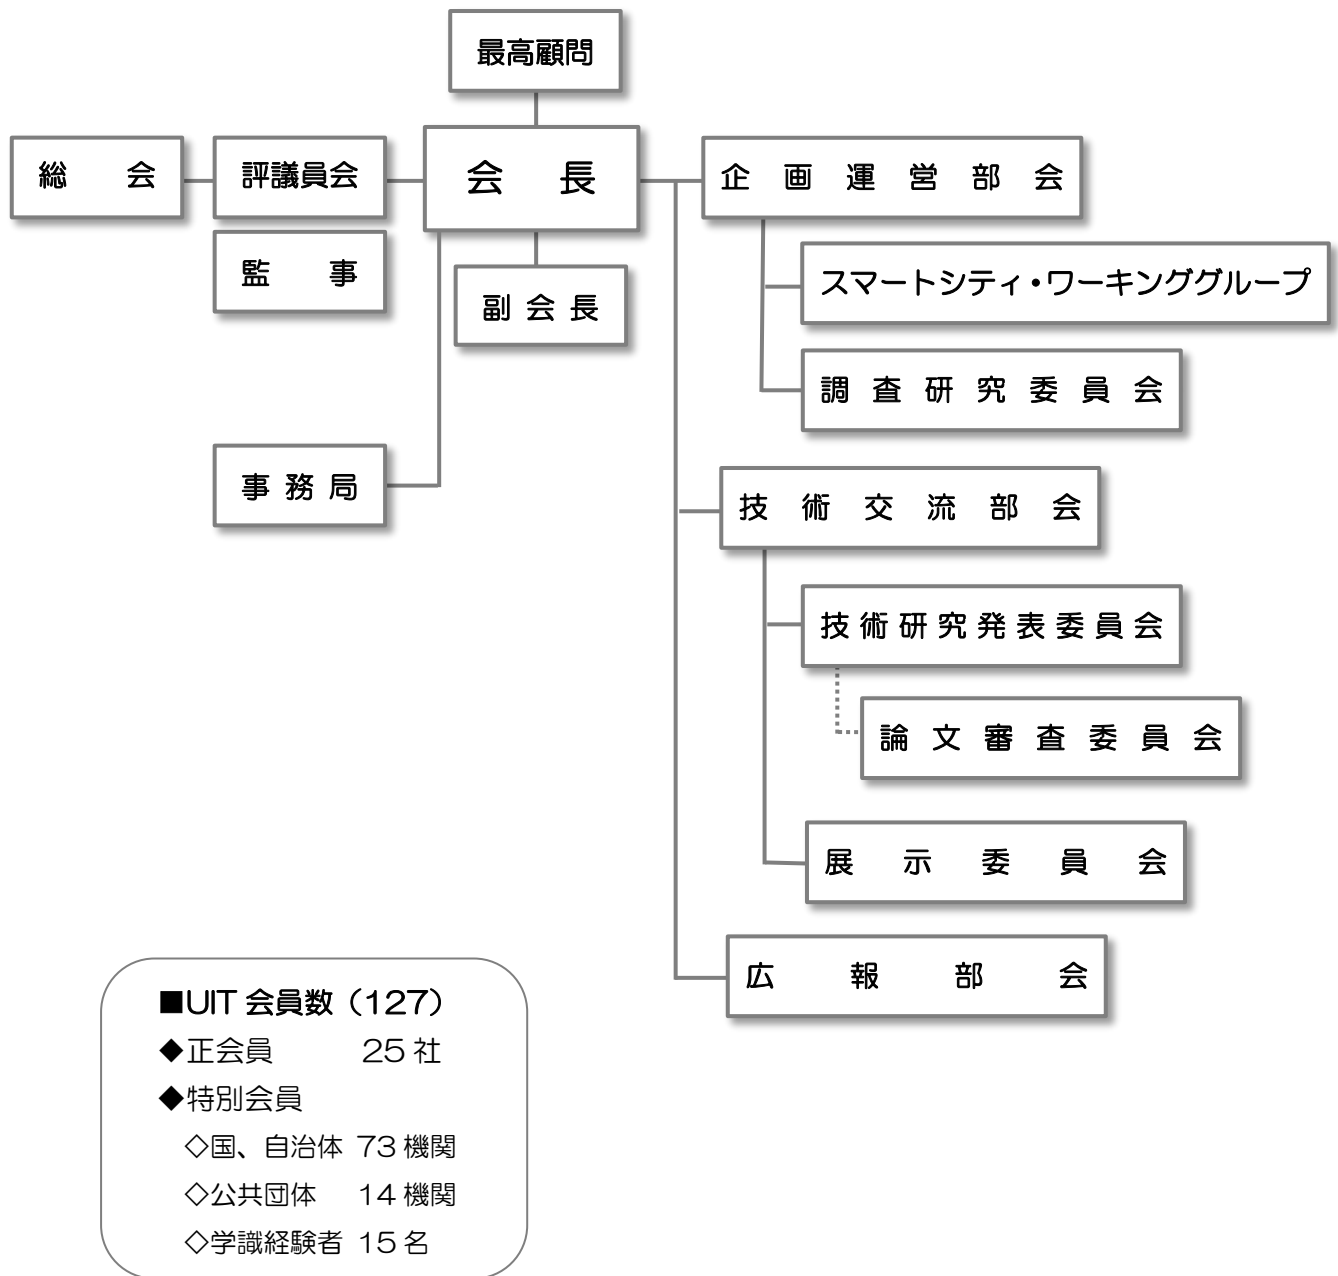 最高顧問
総会
評議員会
会長
企画運営部会
監事
副会長
スマートシティ・ワーキンググループ
調査研究委員会
事務局
技術交流部会
技術研究発表委員会
論文審査委員会
展示委員会
広報部会
■UIT 会員数（127）
◆正会員 25 社
◆特別会員
◇国、自治体 73 機関
◇公共団体 14 機関
◇学識経験者 15 名